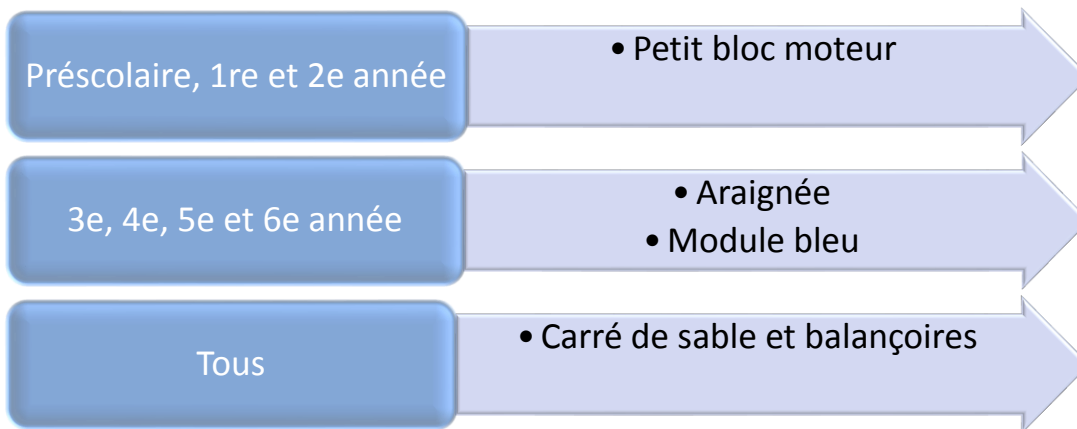 Préscolaire, 1re et 2e année
• Petit bloc moteur
3e, 4e, 5e et 6e année
• Araignée
• Module bleu
Tous
• Carré de sable et balançoires